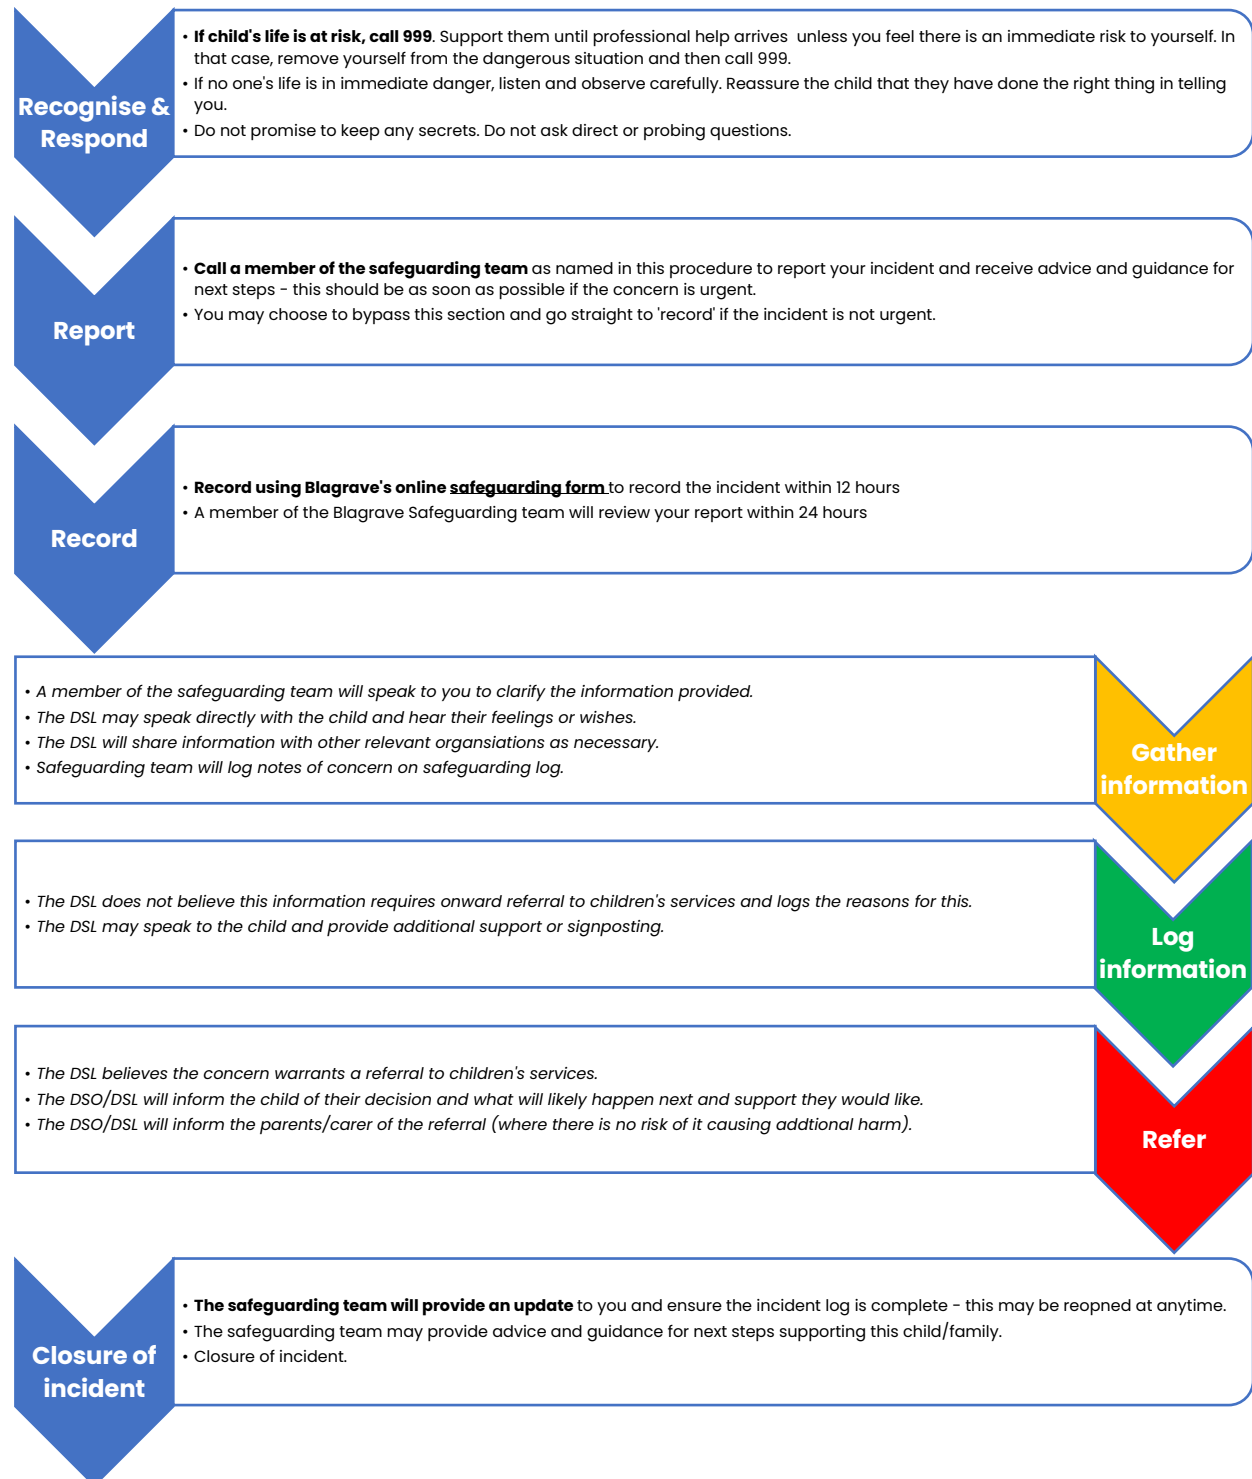 Recognise &
Respond
• If child's life is at risk, call 999. Support them until professional help arrives  unless you feel there is an immediate risk to yourself. In
that case, remove yourself from the dangerous situation and then call 999.
• If no one's life is in immediate danger, listen and observe carefully. Reassure the child that they have done the right thing in telling
you.
• Do not promise to keep any secrets. Do not ask direct or probing questions.
Report
• Call a member of the safeguarding team as named in this procedure to report your incident and receive advice and guidance for
next steps - this should be as soon as possible if the concern is urgent.
• You may choose to bypass this section and go straight to 'record' if the incident is not urgent.
Record
• Record using Blagrave's online safeguarding form to record the incident within 12 hours
• A member of the Blagrave Safeguarding team will review your report within 24 hours
• A member of the safeguarding team will speak to you to clarify the information provided.
• The DSL may speak directly with the child and hear their feelings or wishes.
• The DSL will share information with other relevant organsiations as necessary.
• Safeguarding team will log notes of concern on safeguarding log.
Gather
information
• The DSL does not believe this information requires onward referral to children's services and logs the reasons for this.
• The DSL may speak to the child and provide additional support or signposting.
Log
information
• The DSL believes the concern warrants a referral to children's services.
• The DSO/DSL will inform the child of their decision and what will likely happen next and support they would like.
• The DSO/DSL will inform the parents/carer of the referral (where there is no risk of it causing addtional harm).
Refer
Closure of
incident
• The safeguarding team will provide an update to you and ensure the incident log is complete - this may be reopned at anytime.
• The safeguarding team may provide advice and guidance for next steps supporting this child/family.
• Closure of incident.